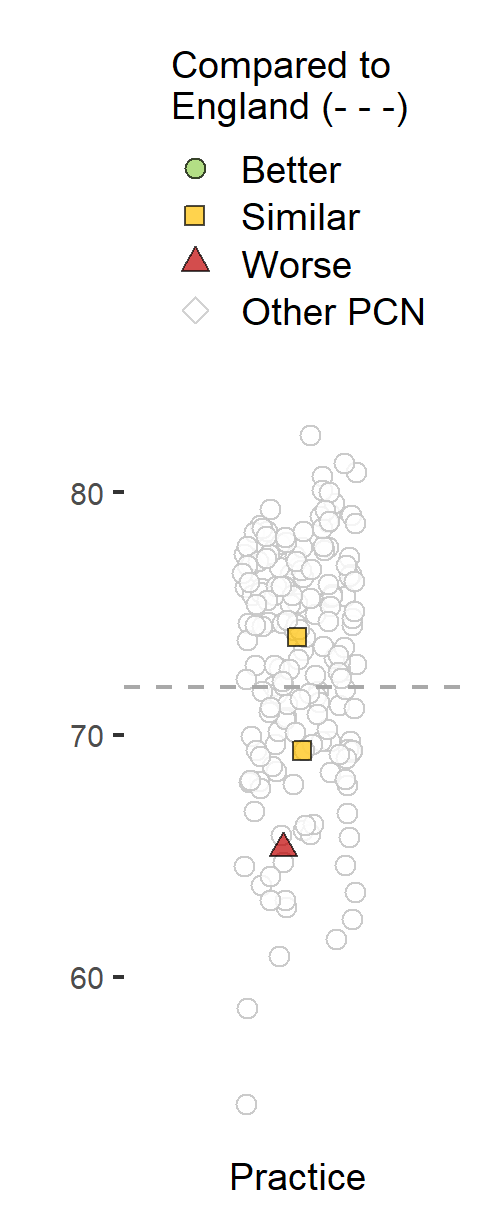 Compared to
England (- - -)
Better
Similar
Worse
Other PCN
80
70
60
Practice